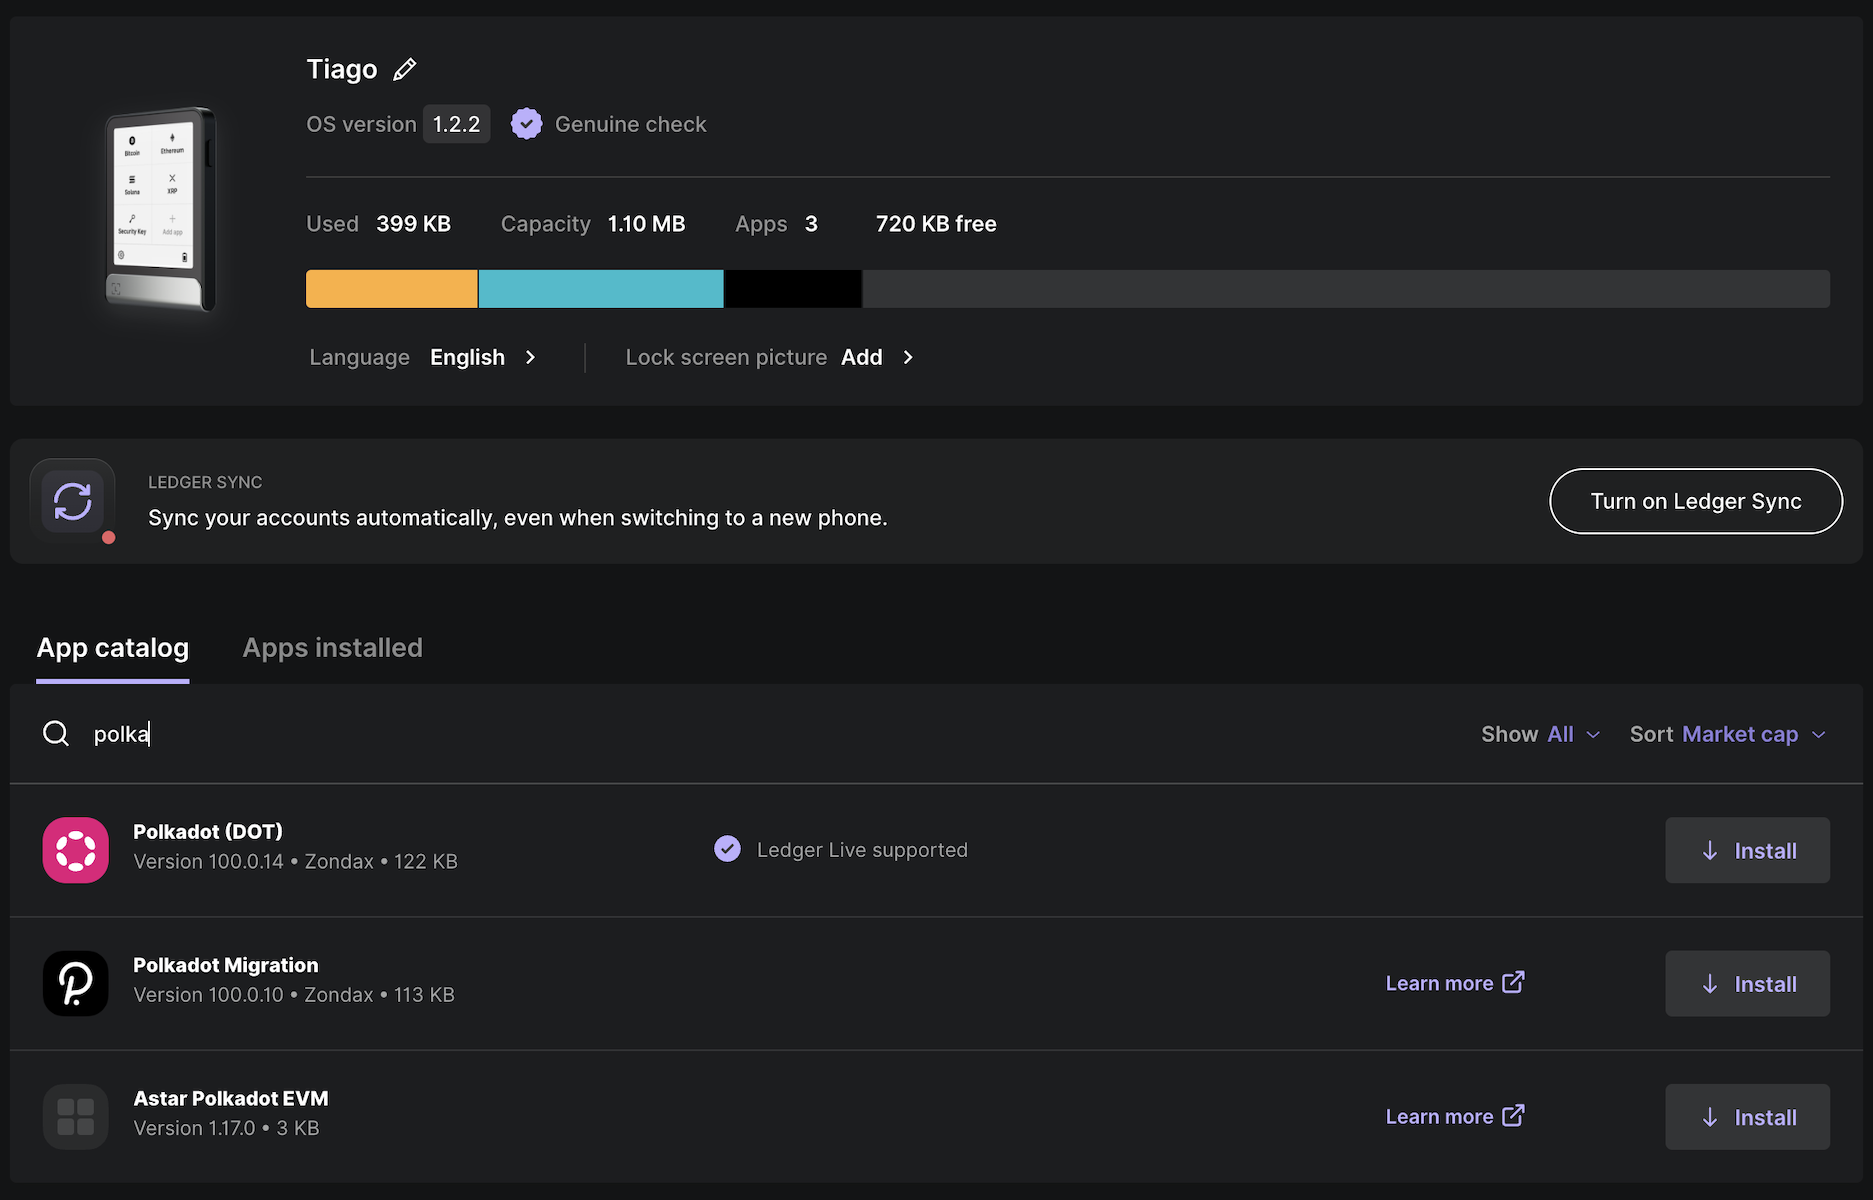 Tiago
OS version 1.2.2 Genuine check
Bitcoin Ethereum
Solana XRP
Security Key Add app
Used 399 KB Capacity 1.10 MB Apps 3 720 KB free
Language English Lock screen picture Add
LEDGER SYNC
Sync your accounts automatically, even when switching to a new phone.
Turn on Ledger Sync
App catalog Apps installed
polka Show All Sort Market cap
Polkadot (DOT)
Version 100.0.14 • Zondax • 122 KB
Ledger Live supported
Install
Polkadot Migration
Version 100.0.10 • Zondax • 113 KB
Learn more
Install
Astar Polkadot EVM
Version 1.17.0 • 3 KB
Learn more
Install